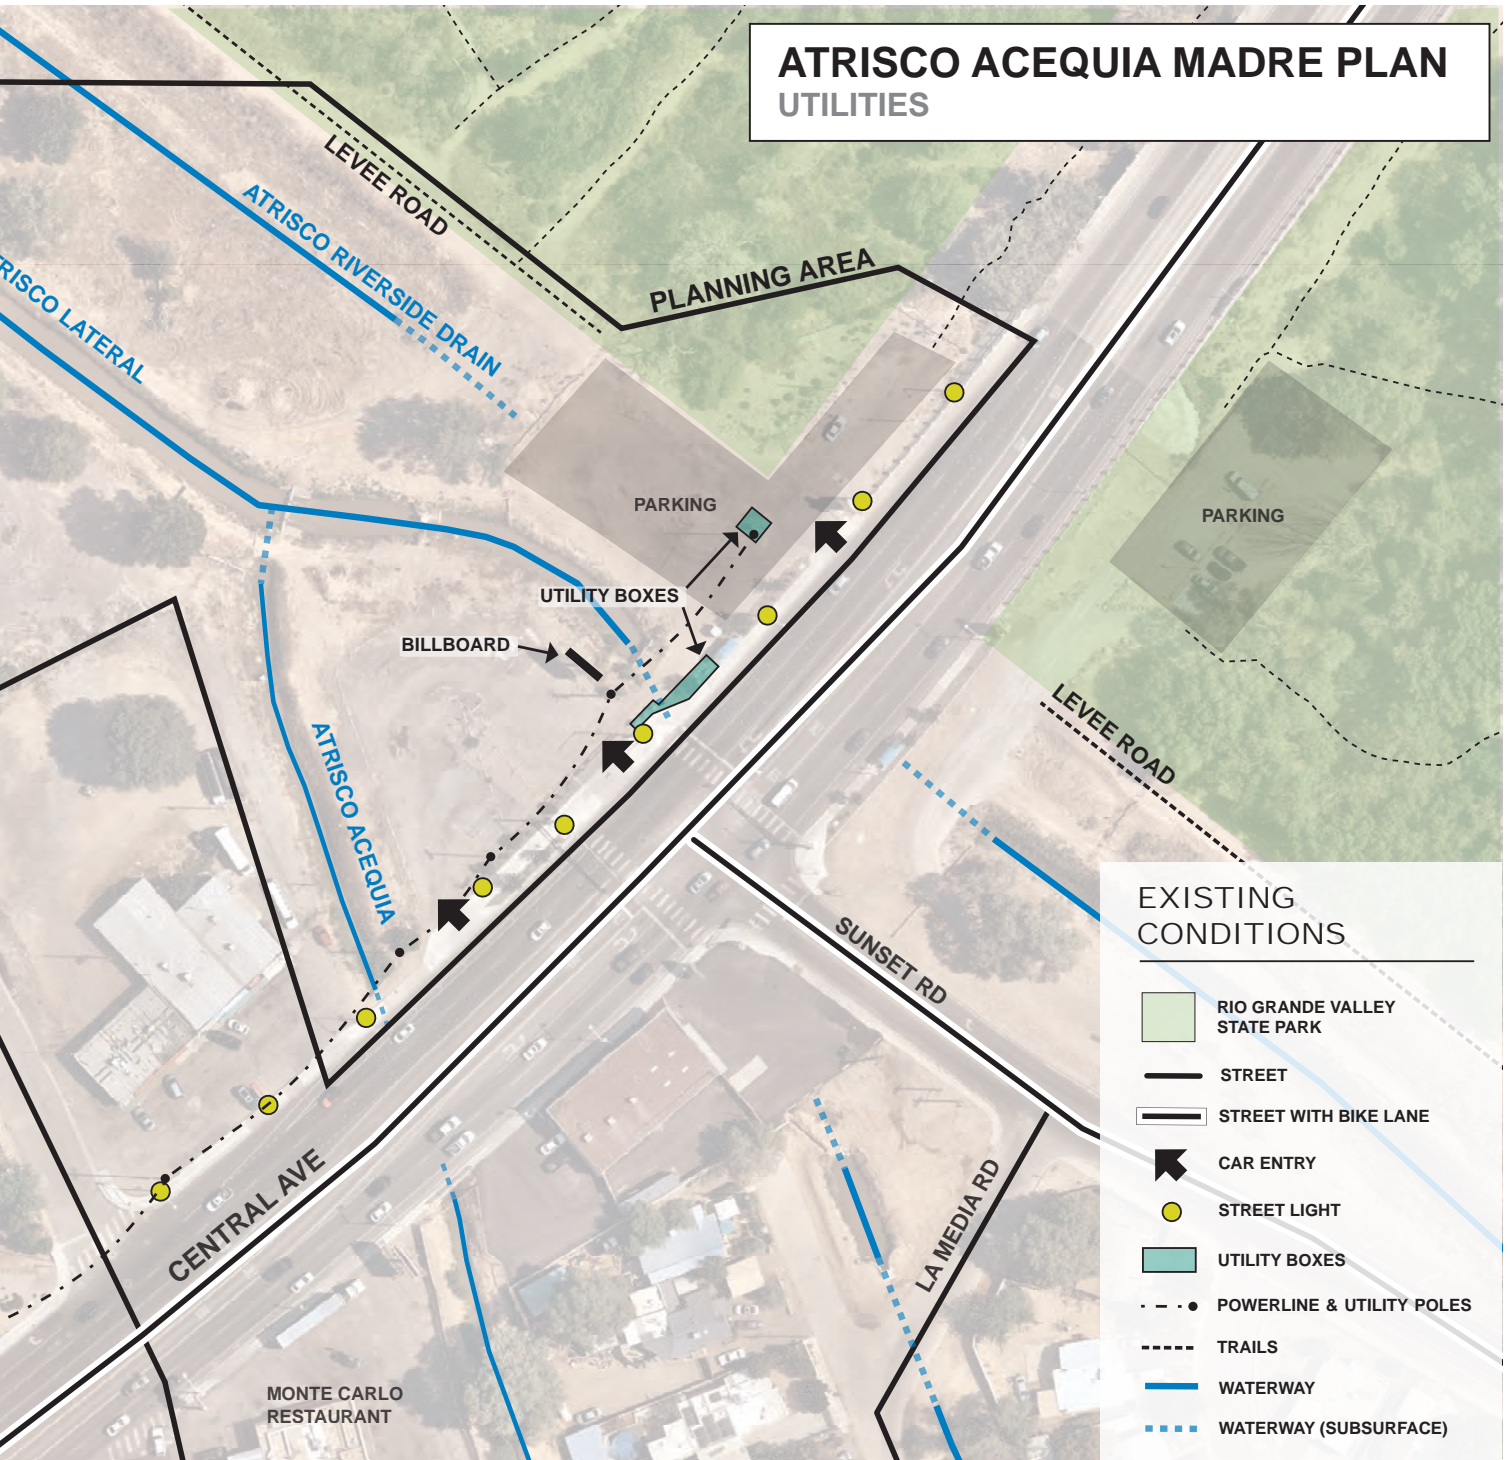 ATRISCO ACEQUIA MADRE PLAN
UTILITIES
LEVEE ROAD
ATRISCO RIVERSIDE DRAIN
PLANNING AREA
TRISCO LATERAL
PARKING
PARKING
UTILITY BOXES
BILLBOARD
LEVEE ROAD
ATRISCO ACEQUIA
SUNSET RD
CENTRAL AVE
LA MEDIA RD
MONTE CARLO
RESTAURANT
EXISTING
CONDITIONS
RIO GRANDE VALLEY
STATE PARK
STREET
STREET WITH BIKE LANE
CAR ENTRY
STREET LIGHT
UTILITY BOXES
POWERLINE & UTILITY POLES
TRAILS
WATERWAY
WATERWAY (SUBSURFACE)